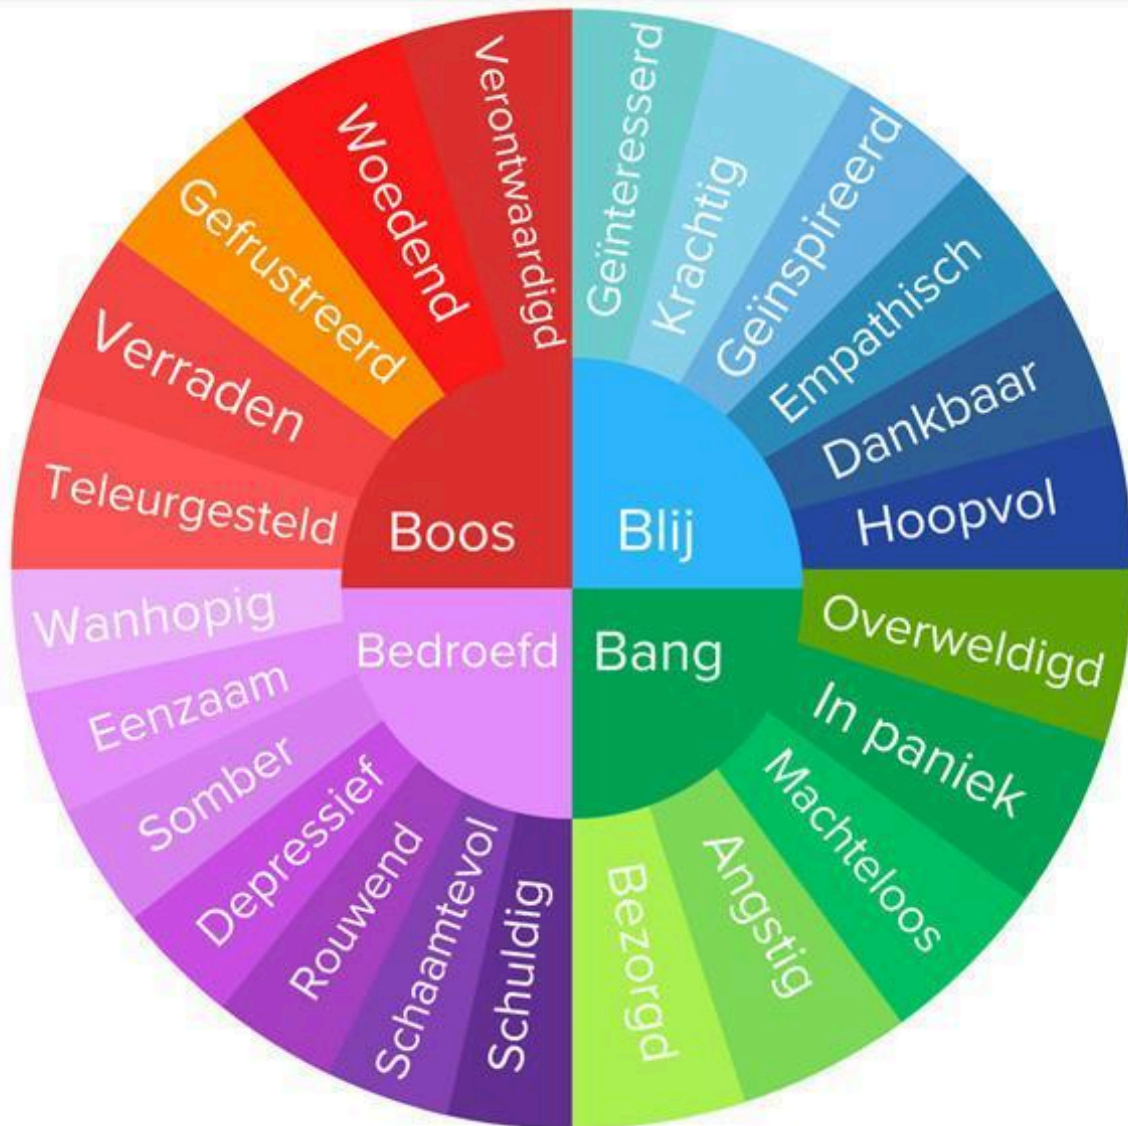 Verontwaardigd
Woedend
Gefrustreerd
Verraden
Teleurgesteld
Boos
Geïnteresserd
Krachtig
Geïnspireerd
Empathisch
Dankbaar
Hoopvol
Blij
Overweldigd
In paniek
Machteloos
Angstig
Bezorgd
Bang
Wanhopig
Eenzaam
Somber
Depressief
Rouwend
Schaamtevol
Schuldig
Bedroefd